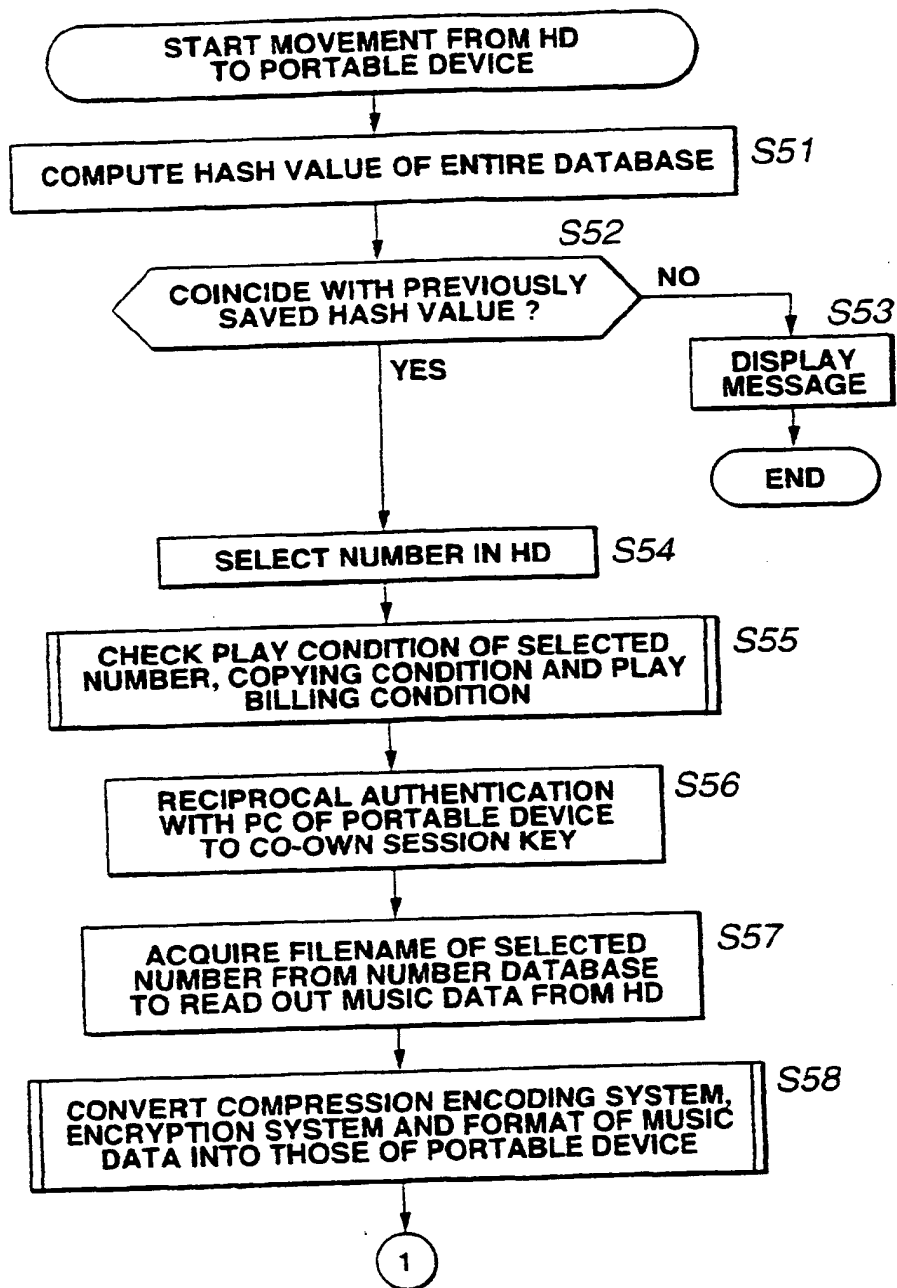 START MOVEMENT FROM HD
TO PORTABLE DEVICE
COMPUTE HASH VALUE OF ENTIRE DATABASE
S51
S52
COINCIDE WITH PREVIOUSLY
SAVED HASH VALUE ?
NO
YES
S53
DISPLAY
MESSAGE
END
SELECT NUMBER IN HD
S54
CHECK PLAY CONDITION OF SELECTED
NUMBER, COPYING CONDITION AND PLAY
BILLING CONDITION
S55
RECIPROCAL AUTHENTICATION
WITH PC OF PORTABLE DEVICE
TO CO-OWN SESSION KEY
S56
ACQUIRE FILENAME OF SELECTED
NUMBER FROM NUMBER DATABASE
TO READ OUT MUSIC DATA FROM HD
S57
CONVERT COMPRESSION ENCODING SYSTEM,
ENCRYPTION SYSTEM AND FORMAT OF MUSIC
DATA INTO THOSE OF PORTABLE DEVICE
S58
1